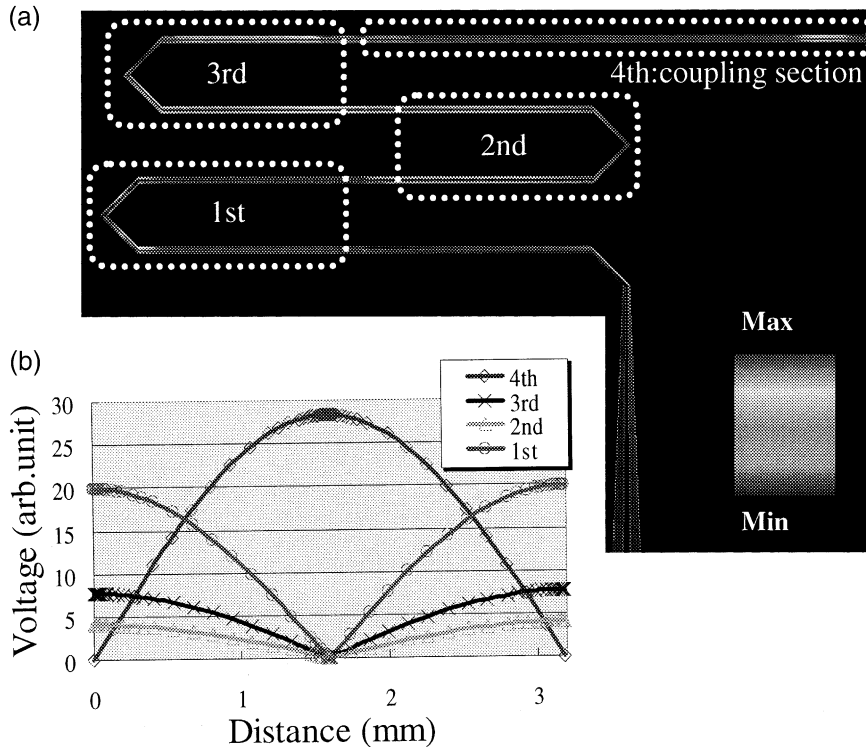 (a)
3rd
4th:coupling section
2nd
1st
Max
Min
(b)
4th
3rd
2nd
1st
Voltage (arb.unit)
30
20
15
10
5
0
0 1 2 3
Distance (mm)